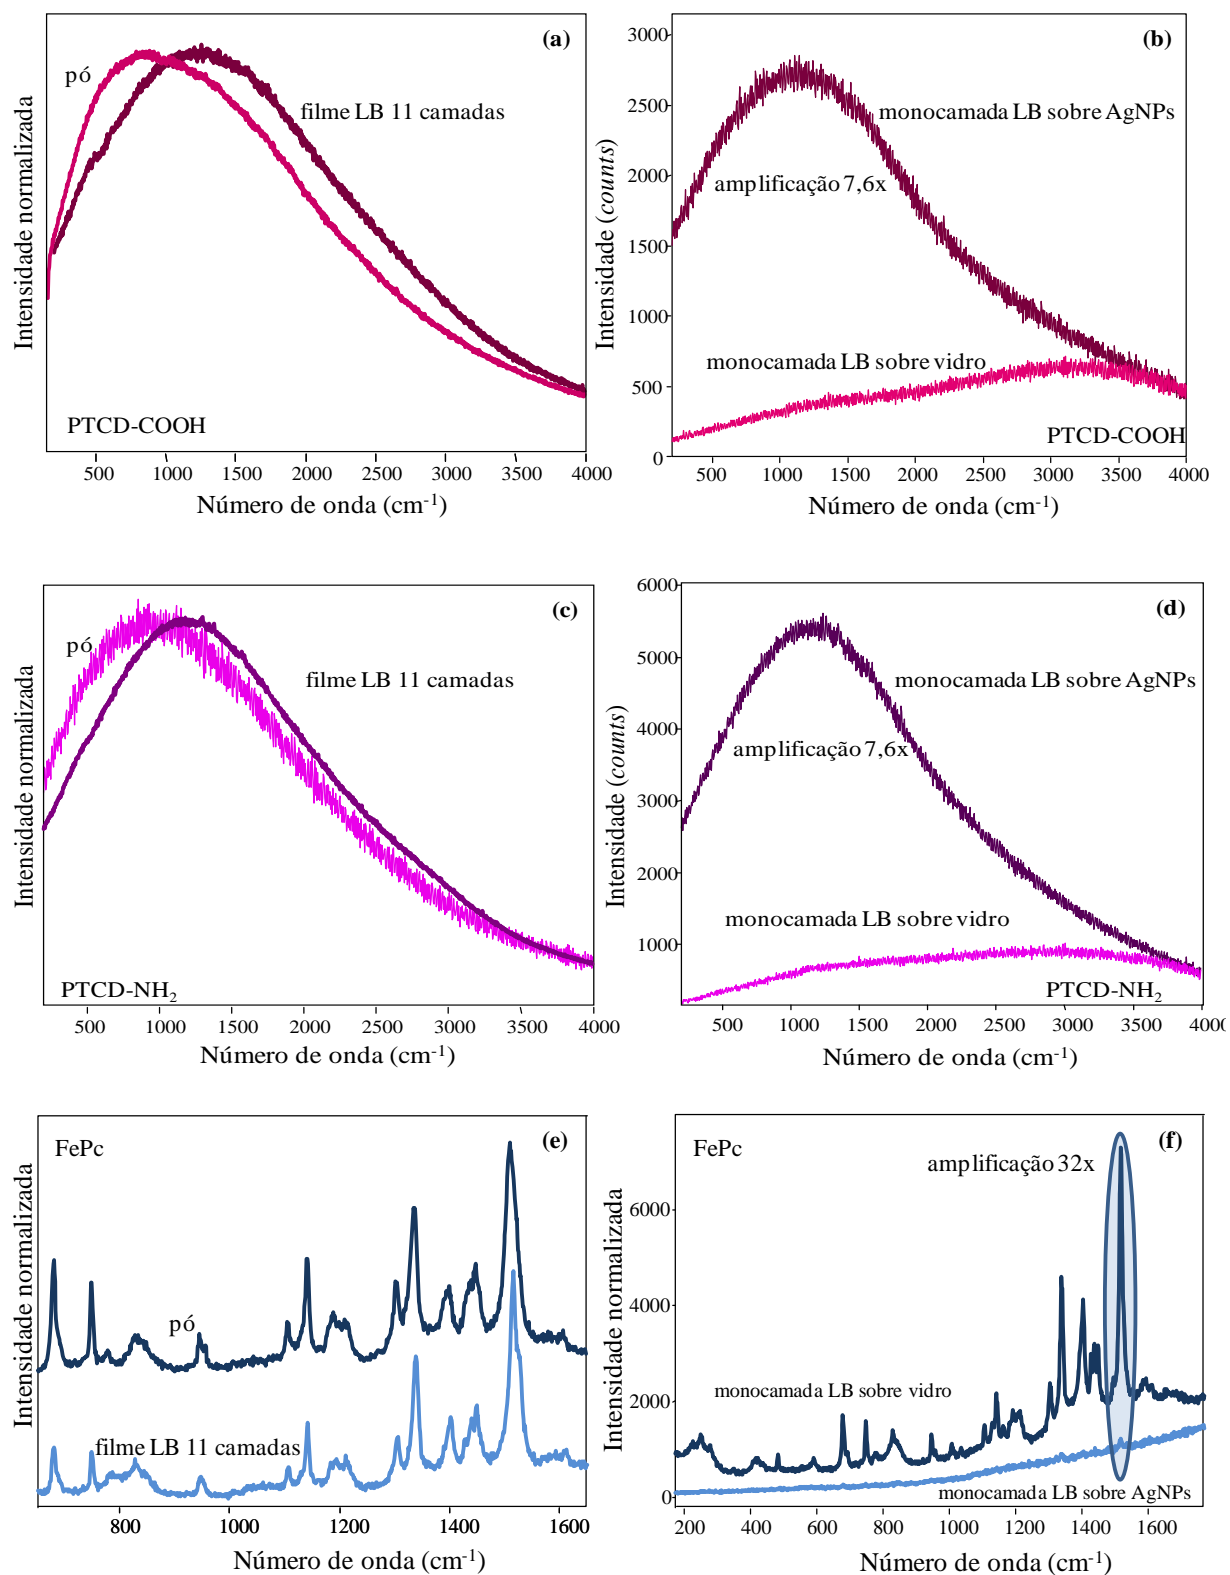 (a)
pó
filme LB 11 camadas
Intensidade normalizada
PTCD-COOH
500 1000 1500 2000 2500 3000 3500 4000
Número de onda (cm-1)
(b)
3000
2500
2000
1500
1000
500
0
monocamada LB sobre AgNPs
amplificação 7,6x
Intensidade (counts)
monocamada LB sobre vidro
PTCD-COOH
500 1000 1500 2000 2500 3000 3500 4000
Número de onda (cm-1)
(c)
pó
filme LB 11 camadas
Intensidade normalizada
PTCD-NH2
500 1000 1500 2000 2500 3000 3500 4000
Número de onda (cm-1)
(d)
6000
5000
4000
3000
2000
1000
monocamada LB sobre AgNPs
amplificação 7,6x
Intensidade (counts)
monocamada LB sobre vidro
PTCD-NH2
500 1000 1500 2000 2500 3000 3500 4000
Número de onda (cm-1)
FePc
(e)
Intensidade normalizada
pó
filme LB 11 camadas
800 1000 1200 1400 1600
Número de onda (cm-1)
FePc
(f)
amplificação 32x
Intensidade normalizada
6000
4000
2000
0
monocamada LB sobre vidro
monocamada LB sobre AgNPs
200 400 600 800 1000 1200 1400 1600
Número de onda (cm-1)